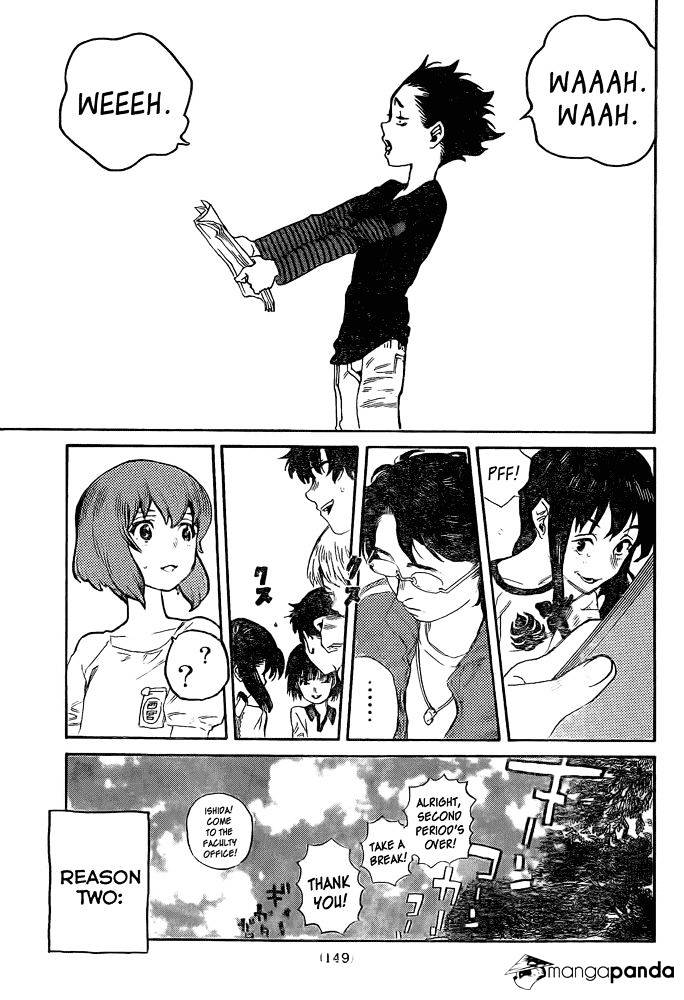 WAAAH.
WAAH.
WEEEH.
PFF!
........
クス
クス
?
?
ALRIGHT,
SECOND
PERIOD'S
OVER!
TAKE A
BREAK!
THANK
YOU!
ISHIDA!
COME
TO THE
FACULTY
OFFICE!
REASON
TWO:
(149)
mangapanda